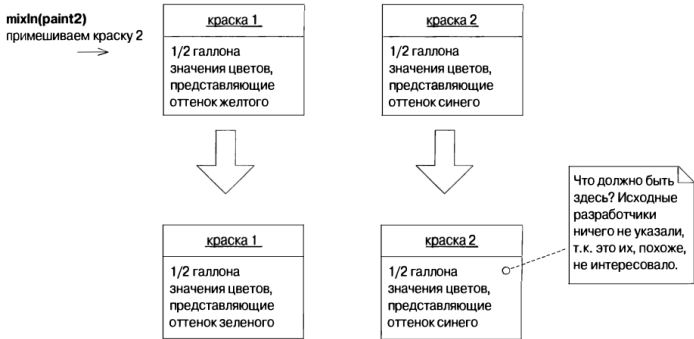 mixIn(paint2)
примешиваем краску 2
краска 1
1/2 галлона
значения цветов,
представляющие
оттенок желтого
краска 2
1/2 галлона
значения цветов,
представляющие
оттенок синего
краска 1
1/2 галлона
значения цветов,
представляющие
оттенок зеленого
краска 2
1/2 галлона
значения цветов,
представляющие
оттенок синего
Что должно быть
здесь? Исходные
разработчики
ничего не указали,
т.к. это их, похоже,
не интересовало.